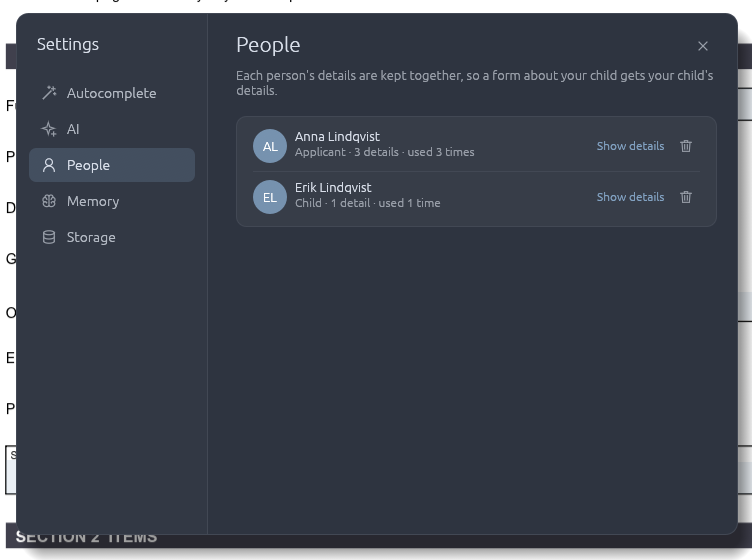 Settings
Autocomplete
AI
People
Memory
Storage
People
Each person's details are kept together, so a form about your child gets your child's
details.
AL
Anna Lindqvist
Applicant · 3 details · used 3 times
Show details
EL
Erik Lindqvist
Child · 1 detail · used 1 time
Show details
SECTION 2 ITEMS